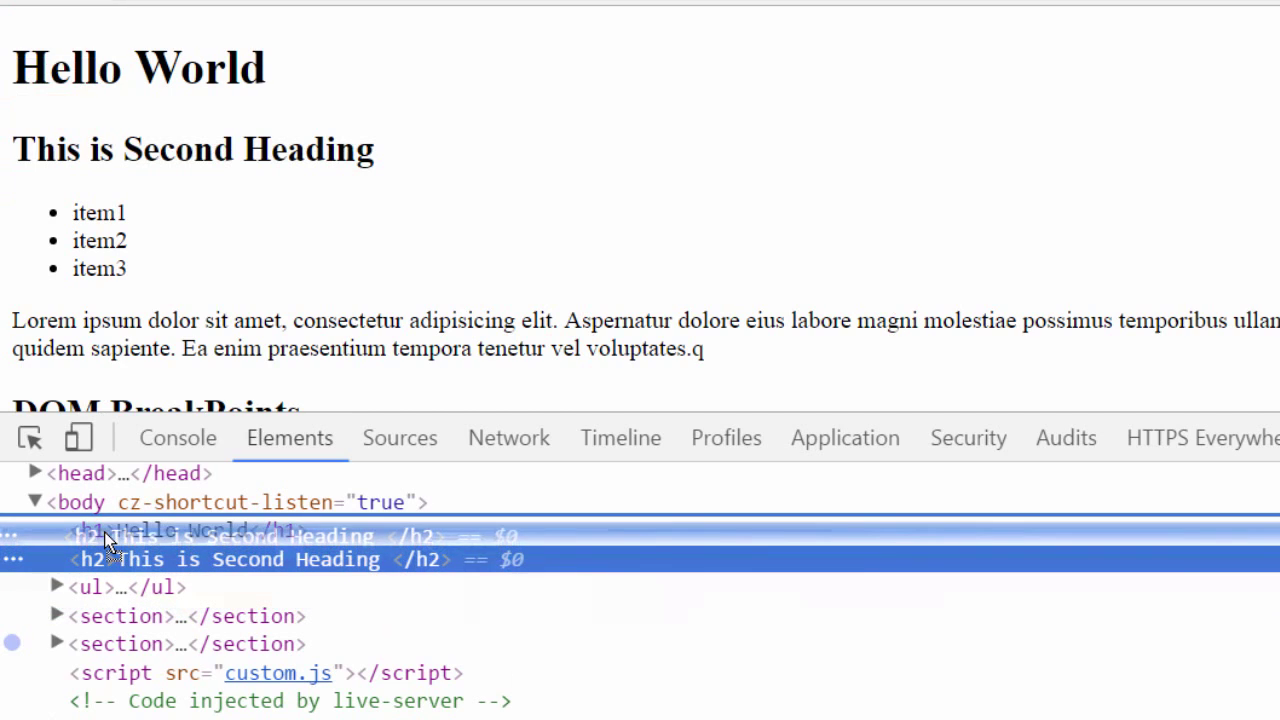 Hello World
This is Second Heading
• item1
• item2
• item3
Lorem ipsum dolor sit amet, consectetur adipisicing elit. Aspernatur dolore eius labore magni molestiae possimus temporibus ullan
quidem sapiente. Ea enim praesentium tempora tenetur vel voluptates.q
DOM BreakPoints
Console Elements Sources Network Timeline Profiles Application Security Audits HTTPS Everywhe
<head>…</head>
<body cz-shortcut-listen="true">
<h1>Hello World</h1>
<h2>This is Second Heading </h2> == $0
<h2>This is Second Heading </h2> == $0
<ul>…</ul>
<section>…</section>
<section>…</section>
<script src="custom.js"></script>
<!-- Code injected by live-server -->